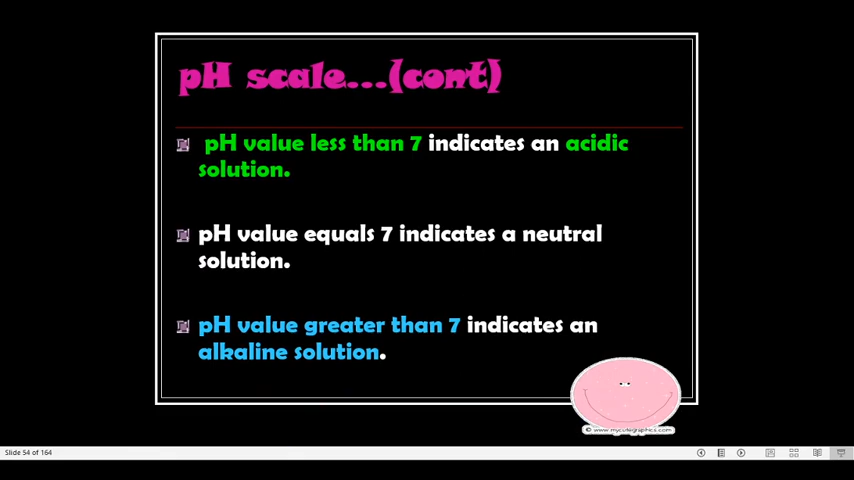 pH scale...(cont)
pH value less than 7 indicates an acidic
solution.
pH value equals 7 indicates a neutral
solution.
pH value greater than 7 indicates an
alkaline solution.
© www.mycutegraphics.com
Slide 54 of 164